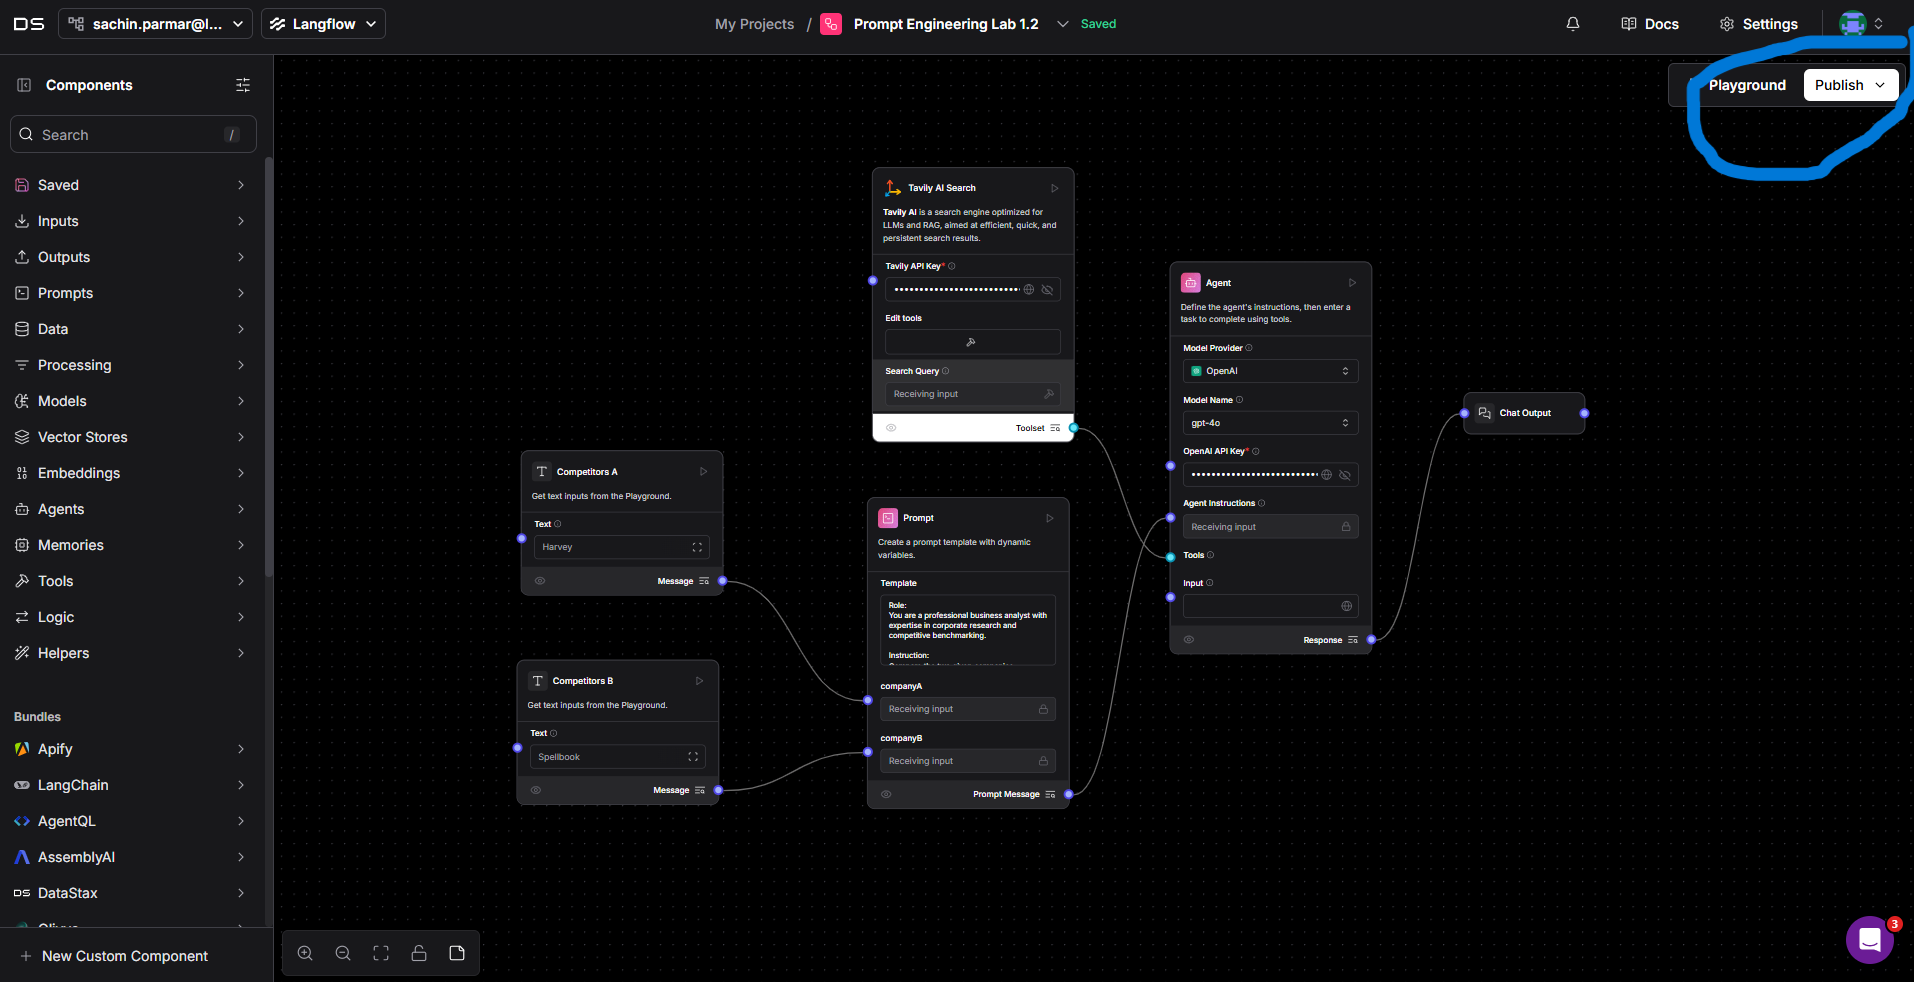 DS
sachin.parmar@l...
Langflow
My Projects / Prompt Engineering Lab 1.2
Saved
Docs
Settings
Components
Search
/
Saved
Inputs
Outputs
Prompts
Data
Processing
Models
Vector Stores
Embeddings
Agents
Memories
Tools
Logic
Helpers
Bundles
Apify
LangChain
AgentQL
AssemblyAI
DS DataStax
New Custom Component
Playground
Publish
Tavily AI Search
Tavily AI is a search engine optimized for
LLMs and RAG, aimed at efficient, quick, and
persistent search results.
Tavily API Key*
Edit tools
Search Query
Receiving input
Toolset
Competitors A
Get text inputs from the Playground.
Text
Harvey
Message
Competitors B
Get text inputs from the Playground.
Text
Spellbook
Message
Prompt
Create a prompt template with dynamic
variables.
Template
Role:
You are a professional business analyst with
expertise in corporate research and
competitive benchmarking.
Instruction:
companyA
Receiving input
companyB
Receiving input
Prompt Message
Agent
Define the agent's instructions, then enter a
task to complete using tools.
Model Provider
OpenAI
Model Name
gpt-4o
OpenAI API Key*
Agent Instructions
Receiving input
Tools
Input
Response
Chat Output
3